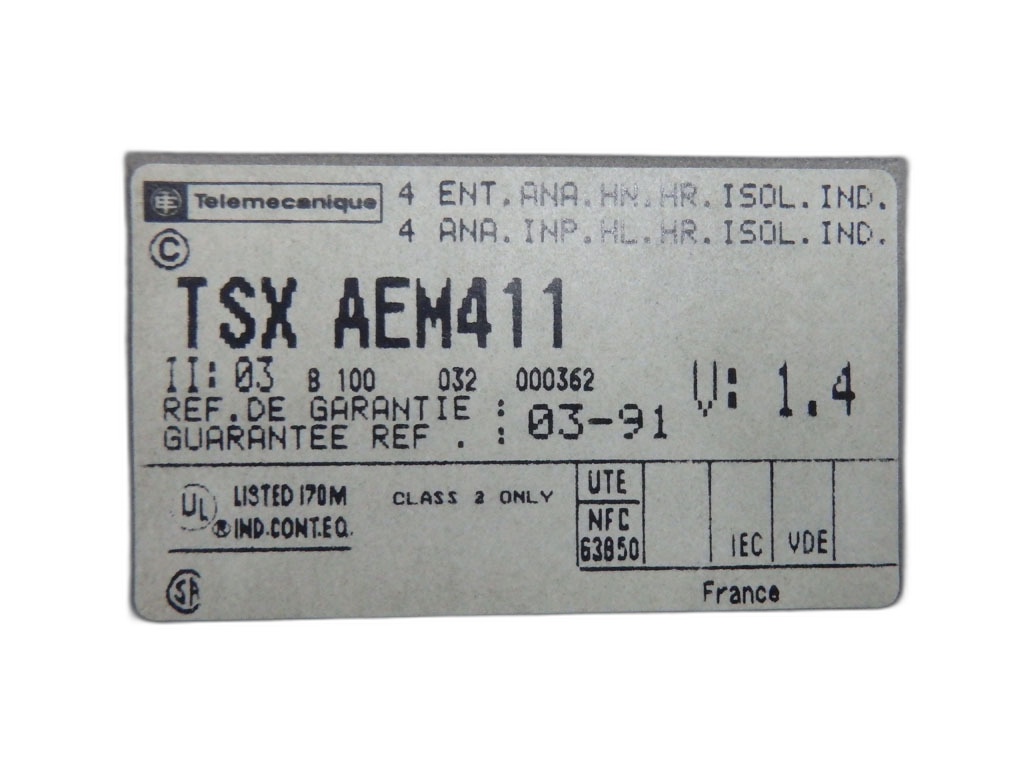 Telemecanique
4 ENT.ANA.HN.HR.ISOL.IND.
4 ANA.INP.HL.HR.ISOL.IND.
©
TSX AEM411
II: 03 B 100 032 000362
V: 1.4
REF.DE GARANTIE :
GUARANTEE REF . : 03-91
UL LISTED 170M
® IND.CONT.EQ.
CLASS 2 ONLY
UTE
NFC
63850
IEC VDE
SA
France